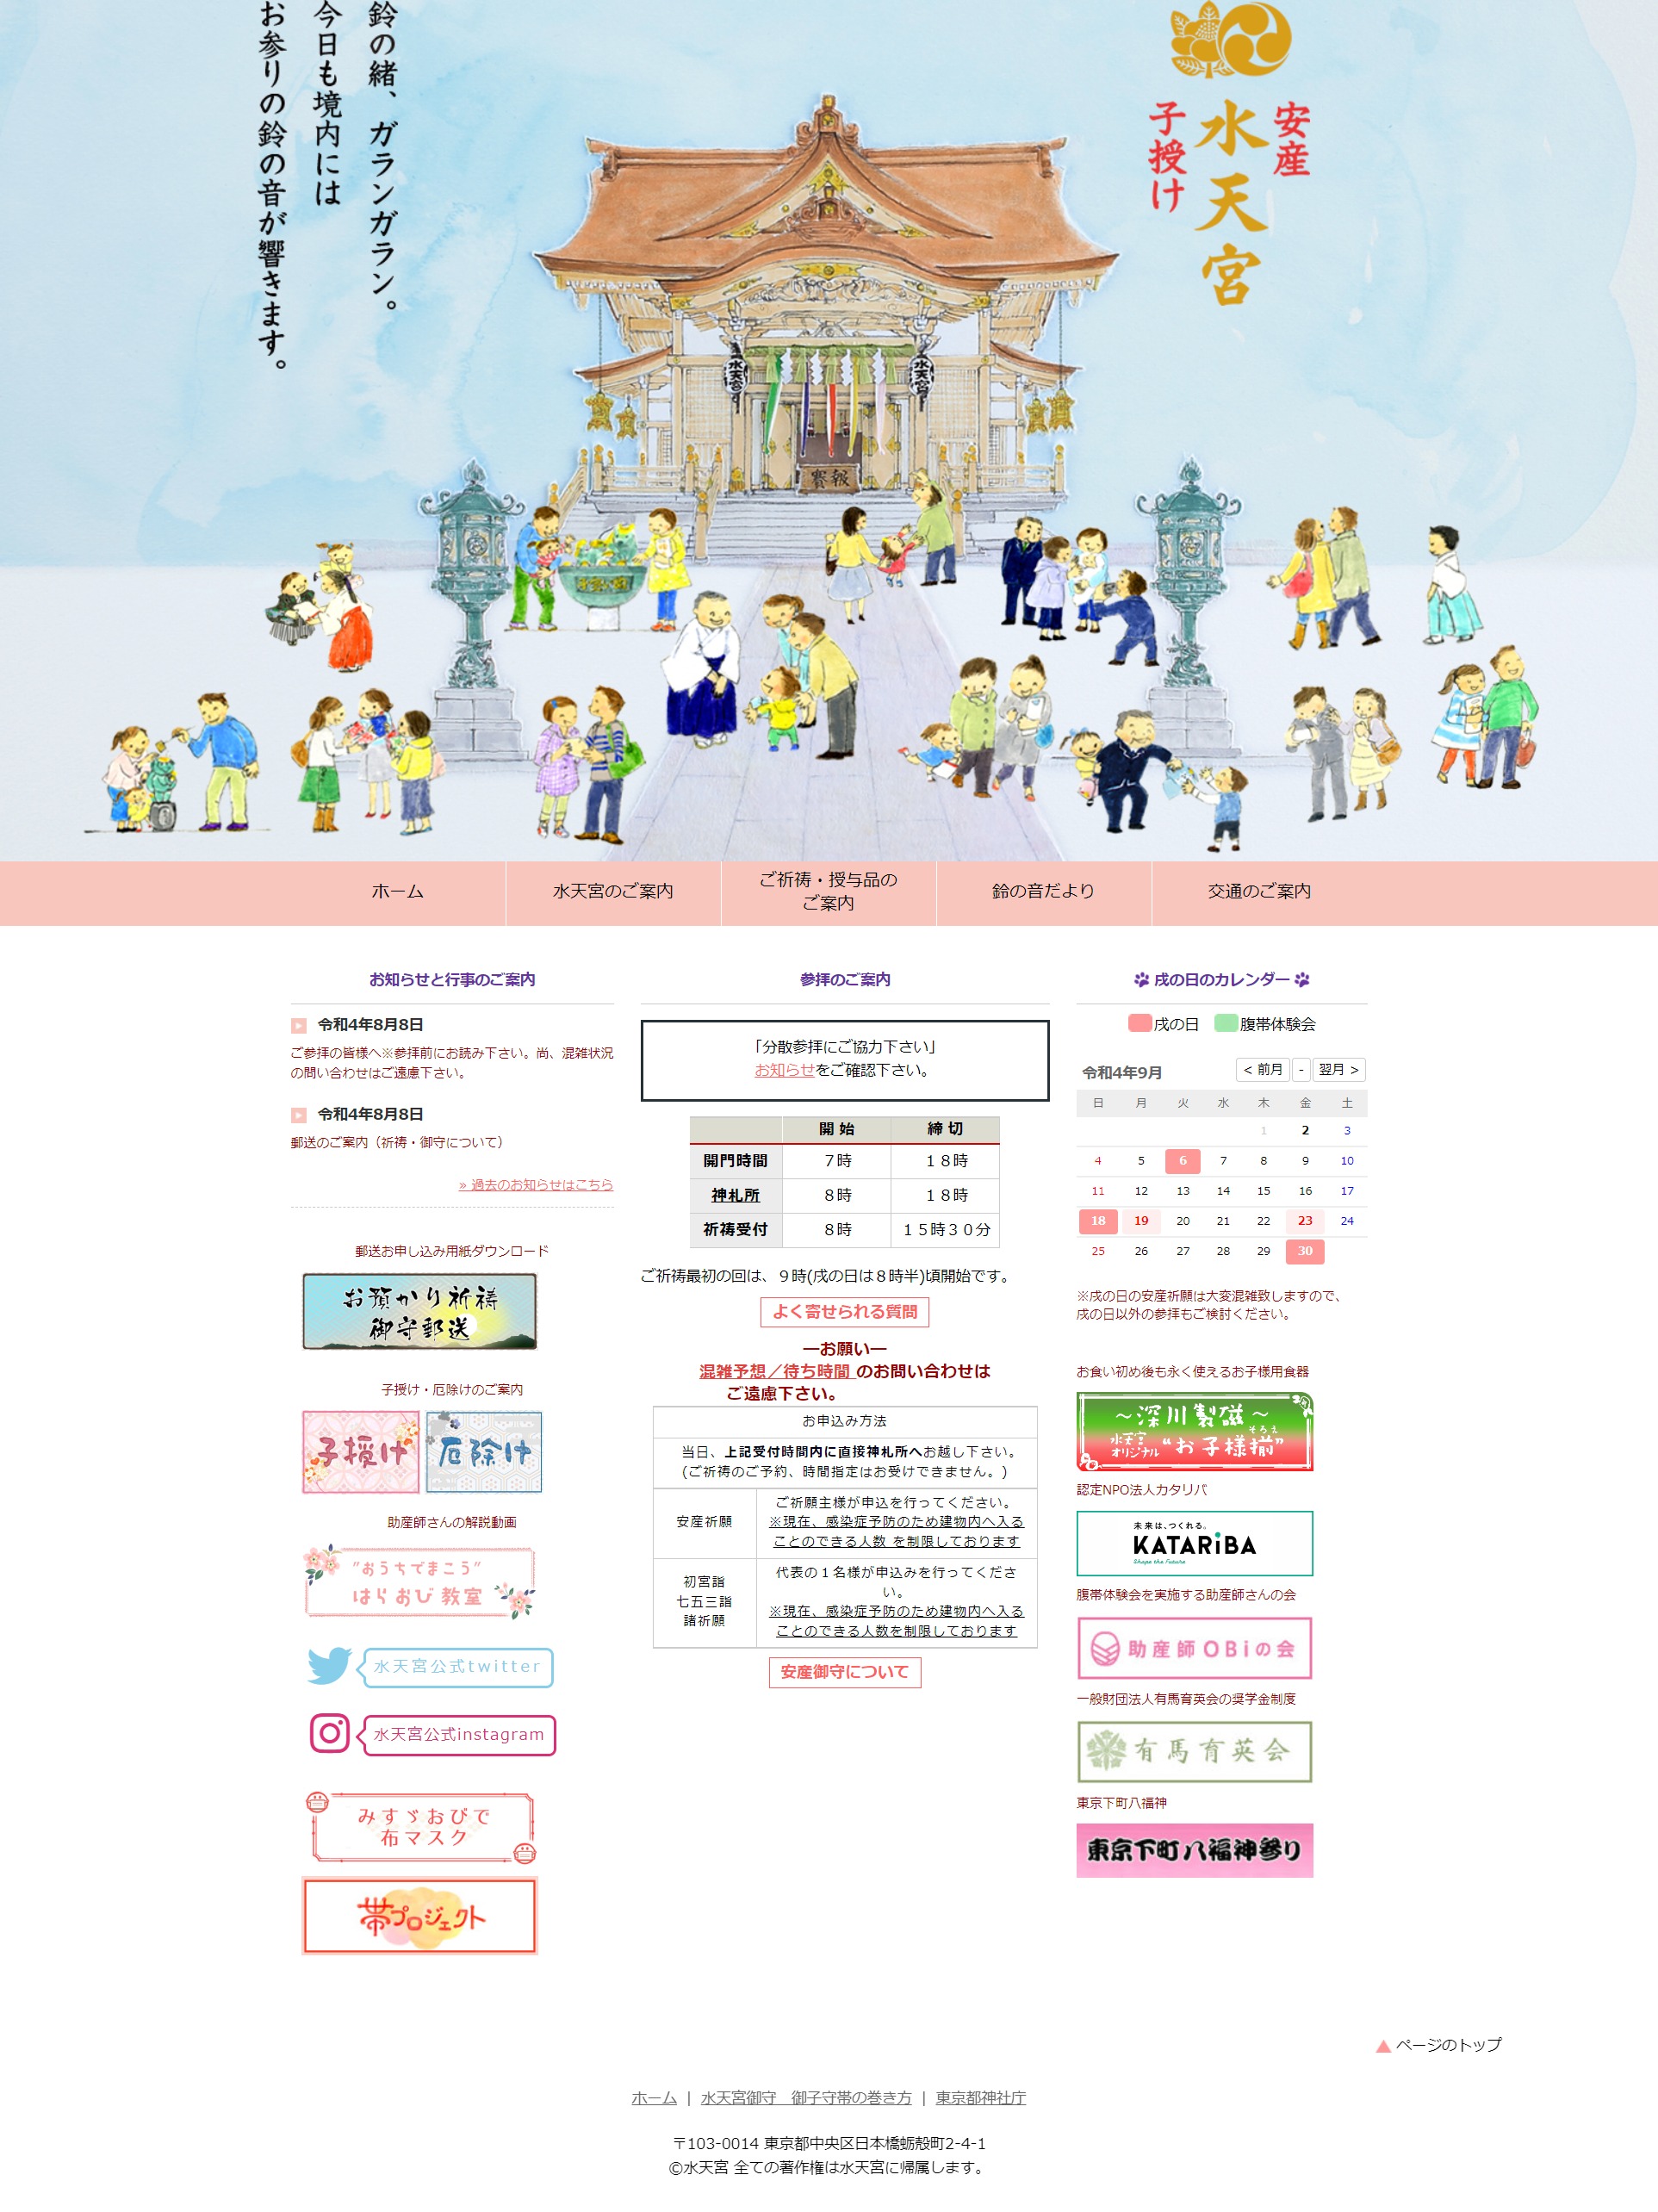 鈴の緒、ガランガラン。
今日も境内には
お参りの鈴の音が響きます。
安産
水天宮
子授け
水天宮
水天宮
ホーム
水天宮のご案内
ご祈祷・授与品の
ご案内
鈴の音だより
交通のご案内
お知らせと行事のご案内
令和4年8月8日
ご参拝の皆様へ※参拝前にお読み下さい。尚、混雑状況
の問い合わせはご遠慮下さい。
令和4年8月8日
郵送のご案内（祈祷・御守について）
» 過去のお知らせはこちら
郵送お申し込み用紙ダウンロード
お預かり祈祷
御守郵送
子授け・厄除けのご案内
子授け
厄除け
助産師さんの解説動画
"おうちでまこう"
はらおび教室
水天宮公式twitter
水天宮公式instagram
みすゞおびで
布マスク
帯プロジェクト
参拝のご案内
「分散参拝にご協力下さい」
お知らせをご確認下さい。
開 始 締 切
開門時間 ７時 １８時
神札所 ８時 １８時
祈祷受付 ８時 １５時３０分
ご祈祷最初の回は、９時(戌の日は８時半)頃開始です。
よく寄せられる質問
―お願い―
混雑予想／待ち時間 のお問い合わせは
ご遠慮下さい。
お申込み方法
当日、上記受付時間内に直接神札所へお越し下さい。
(ご祈祷のご予約、時間指定はお受けできません。)
安産祈願
ご祈願主様が申込を行ってください。
※現在、感染症予防のため建物内へ入る
ことのできる人数 を制限しております
初宮詣
七五三詣
諸祈願
代表の１名様が申込みを行ってくださ
い。
※現在、感染症予防のため建物内へ入る
ことのできる人数を制限しております
安産御守について
戌の日のカレンダー
戌の日 腹帯体験会
令和4年9月 < 前月 - 翌月 >
日 月 火 水 木 金 土
1 2 3
4 5 6 7 8 9 10
11 12 13 14 15 16 17
18 19 20 21 22 23 24
25 26 27 28 29 30
※戌の日の安産祈願は大変混雑致しますので、
戌の日以外の参拝もご検討ください。
お食い初め後も永く使えるお子様用食器
～深川製磁～
水天宮
オリジナル
そろえ
"お子様揃"
認定NPO法人カタリバ
未来は、つくれる。
KATARiBA
Shape the Future
腹帯体験会を実施する助産師さんの会
助産師OBiの会
一般財団法人有馬育英会の奨学金制度
有馬育英会
東京下町八福神
東京下町八福神参り
ページのトップ
ホーム | 水天宮御守　御子守帯の巻き方 | 東京都神社庁
〒103-0014 東京都中央区日本橋蛎殻町2-4-1
©水天宮 全ての著作権は水天宮に帰属します。